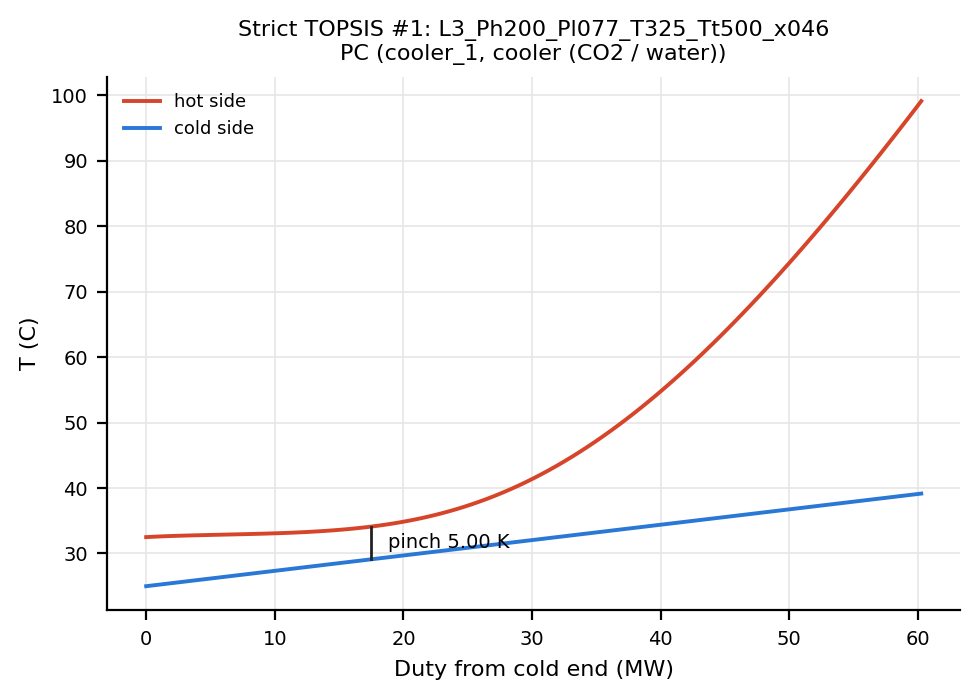 Strict TOPSIS #1: L3_Ph200_Pl077_T325_Tt500_x046
PC (cooler_1, cooler (CO2 / water))
hot side
cold side
100
90
80
70
60
50
40
30
T (C)
pinch 5.00 K
0 10 20 30 40 50 60
Duty from cold end (MW)